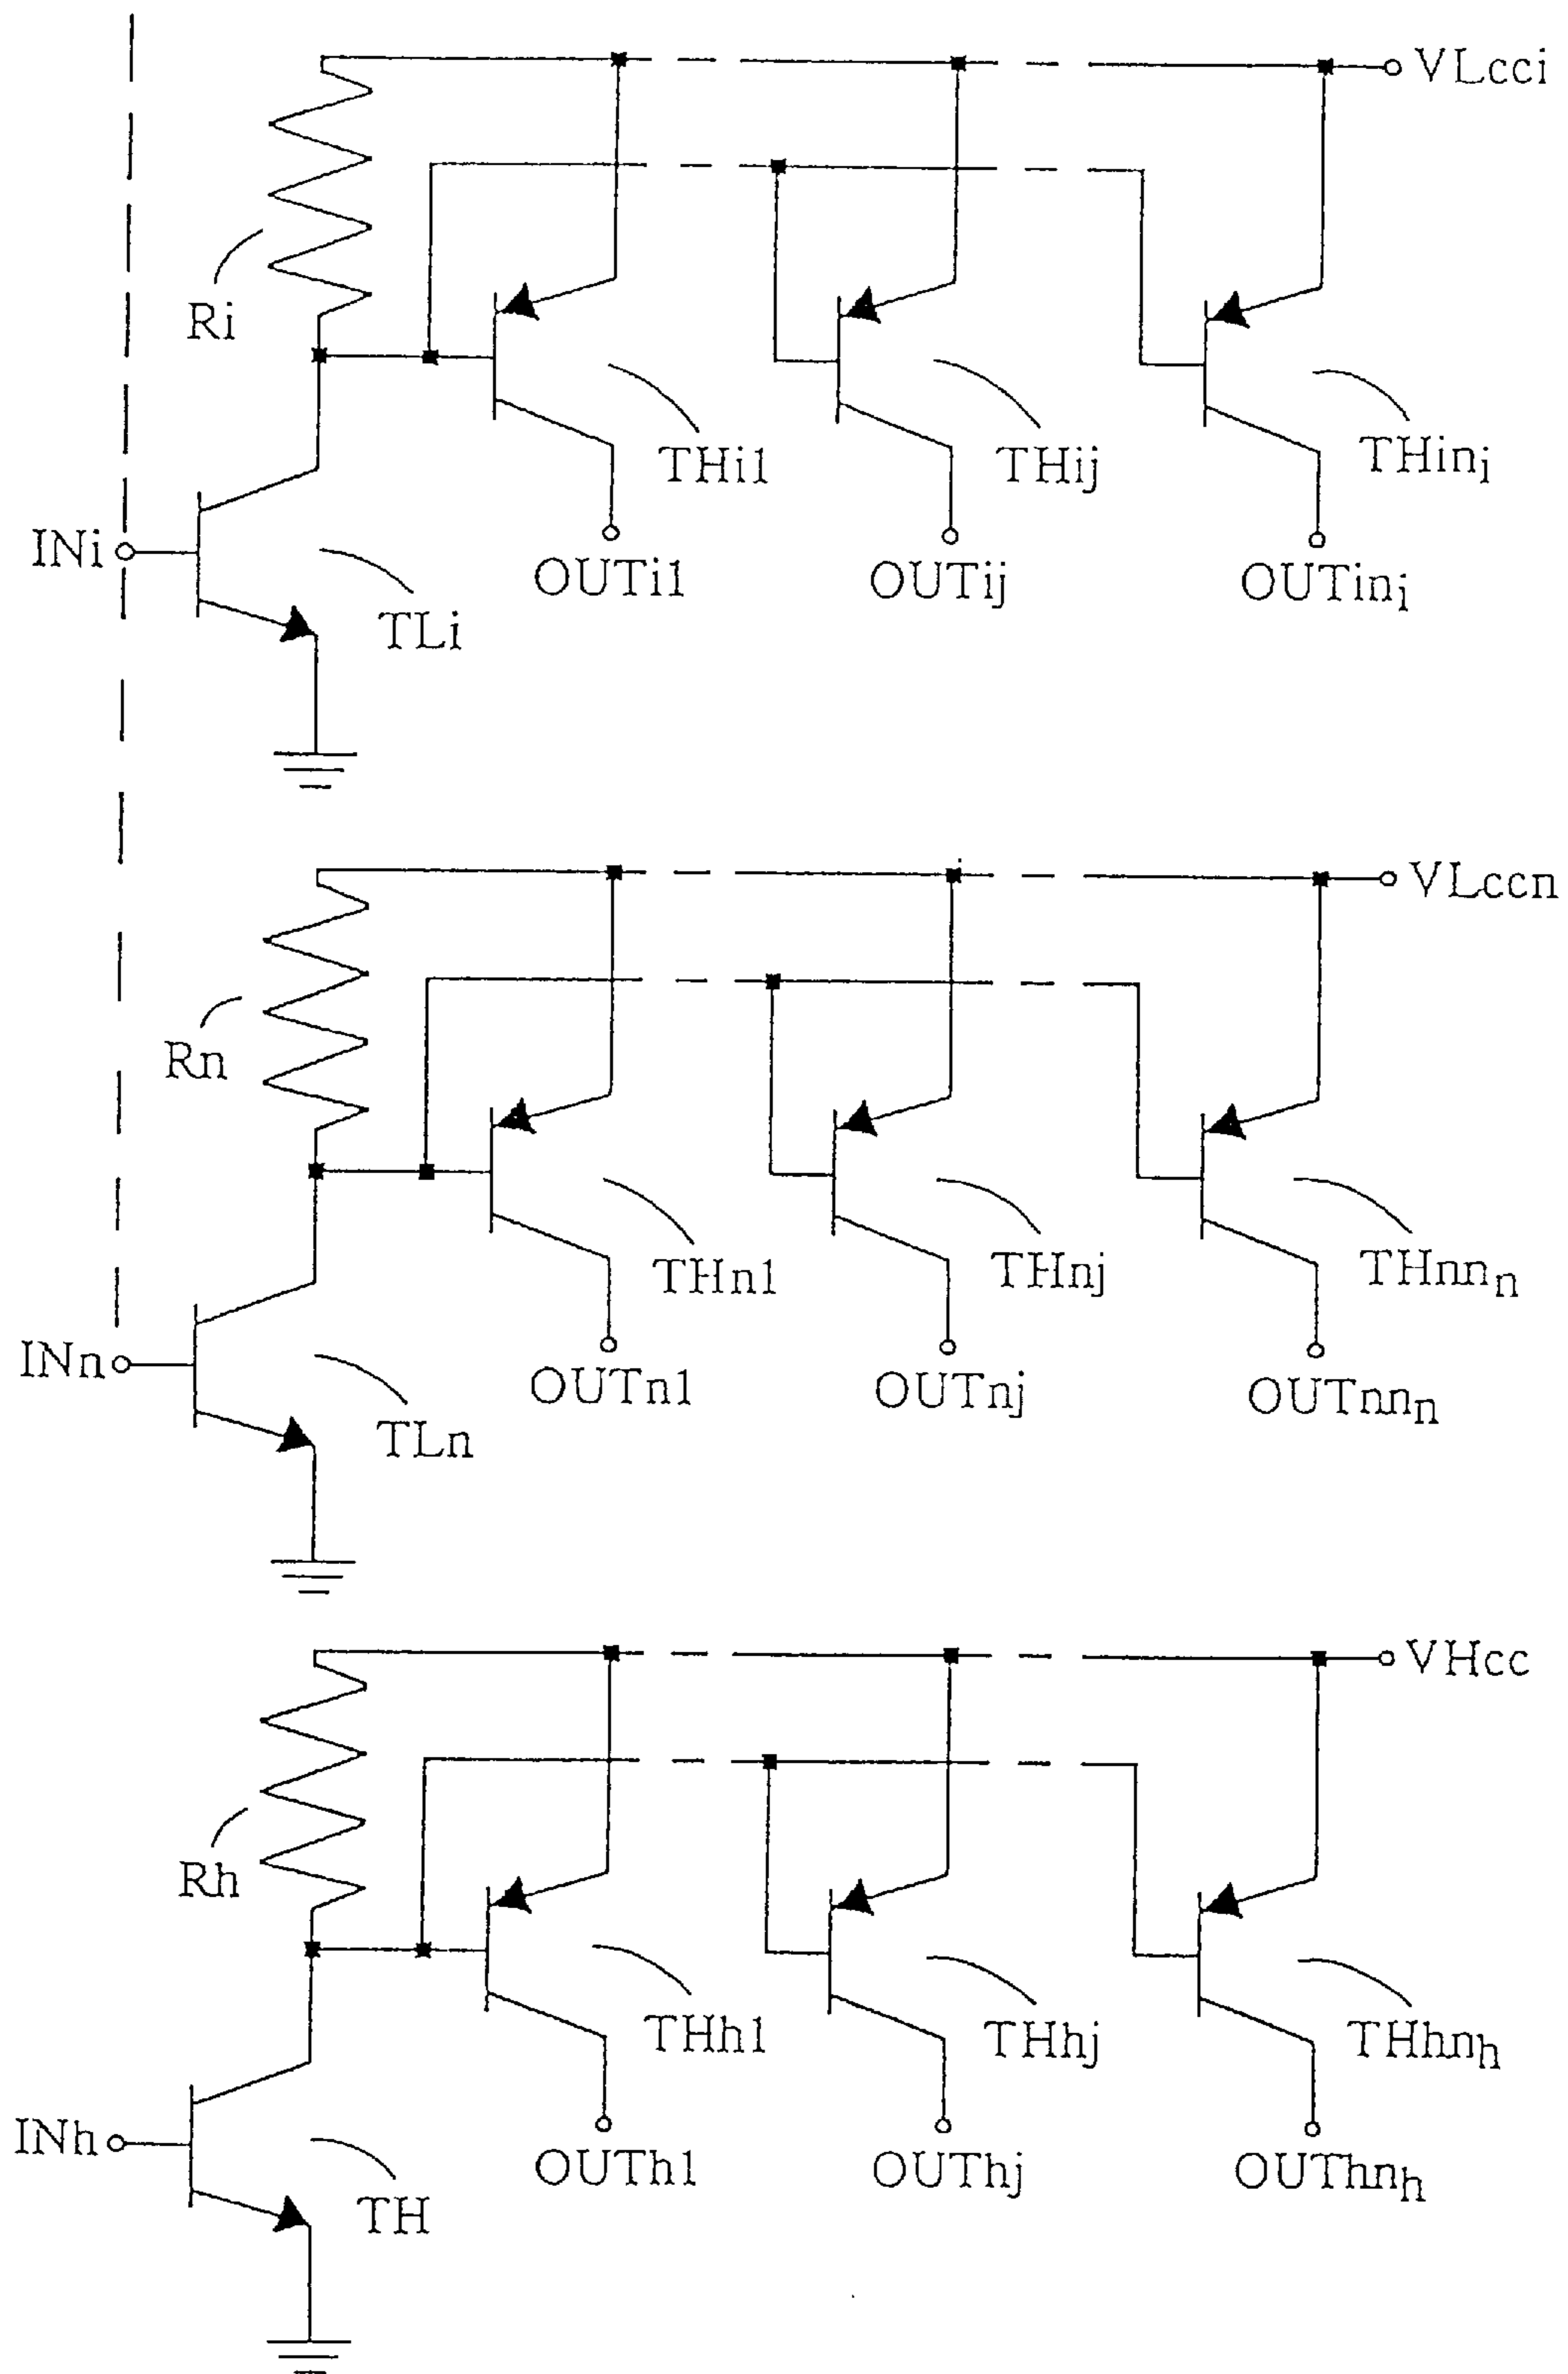 VLcci
Ri
THi1
THij
THinᵢ
INi
OUTi1
OUTij
OUTinᵢ
TLi
VLccn
Rn
THn1
THnj
THnnₙ
INn
OUTn1
OUTnj
OUTnnₙ
TLn
VHcc
Rh
THh1
THhj
THhnₕ
INh
OUTh1
OUThj
OUThnₕ
TH